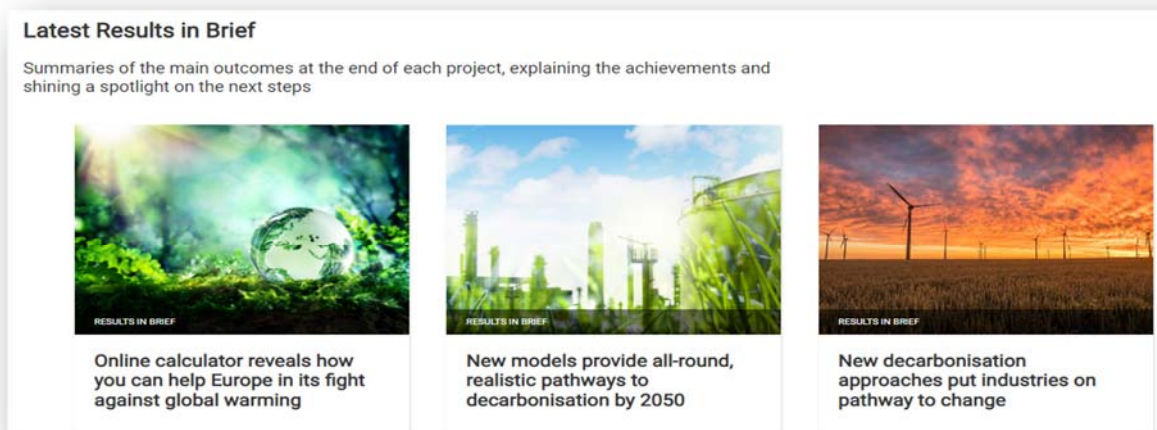 Latest Results in Brief
Summaries of the main outcomes at the end of each project, explaining the achievements and
shining a spotlight on the next steps
RESULTS IN BRIEF
Online calculator reveals how
you can help Europe in its fight
against global warming
RESULTS IN BRIEF
New models provide all-round,
realistic pathways to
decarbonisation by 2050
RESULTS IN BRIEF
New decarbonisation
approaches put industries on
pathway to change